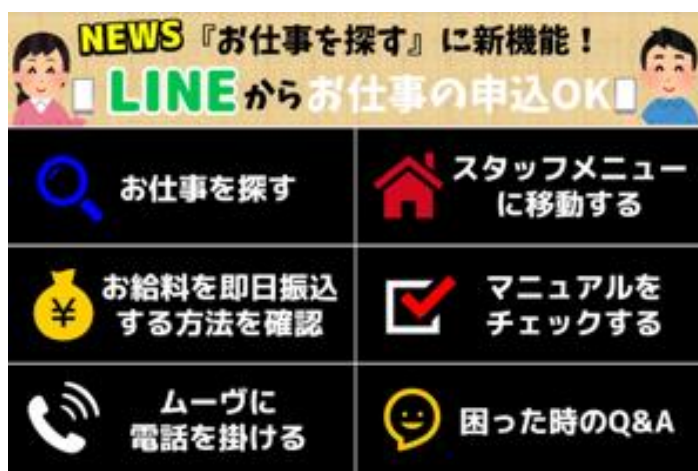 NEWS『お仕事を探す』に新機能！
LINEからお仕事の申込OK
お仕事を探す
スタッフメニュー
に移動する
お給料を即日振込
する方法を確認
¥
マニュアルを
チェックする
ムーヴに
電話を掛ける
困った時のQ&A